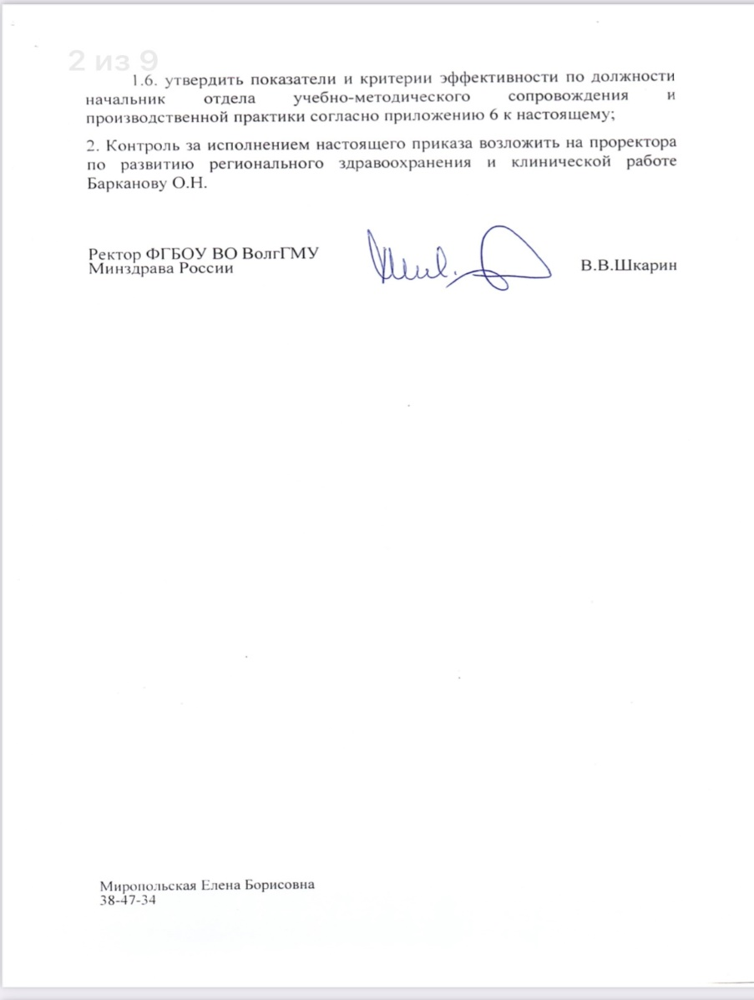 2 из 9
1.6. утвердить показатели и критерии эффективности по должности
начальник отдела учебно-методического сопровождения и
производственной практики согласно приложению 6 к настоящему;
2. Контроль за исполнением настоящего приказа возложить на проректора
по развитию регионального здравоохранения и клинической работе
Барканову О.Н.
Ректор ФГБОУ ВО ВолгГМУ
Минздрава России
В.В.Шкарин
Миропольская Елена Борисовна
38-47-34